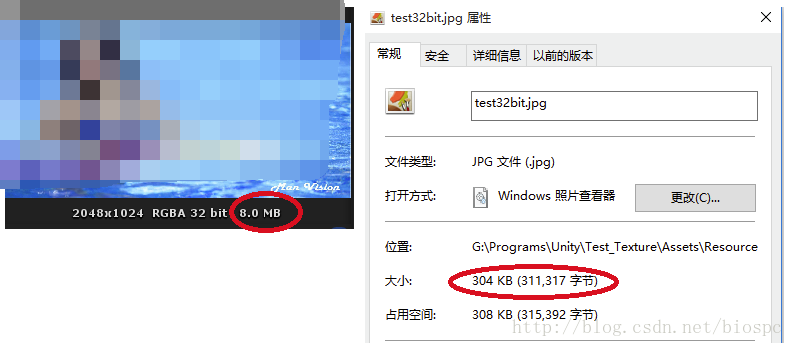 eHan Vision
2048x1024 RGBA 32 bit 8.0 MB
test32bit.jpg 属性
常规 安全 详细信息 以前的版本
test32bit.jpg
文件类型: JPG 文件 (.jpg)
打开方式: Windows 照片查看器 更改(C)...
位置: G:\Programs\Unity\Test_Texture\Assets\Resource
大小: 304 KB (311,317 字节)
占用空间: 308 KB (315,392 字节)
http://blog.csdn.net/biospc